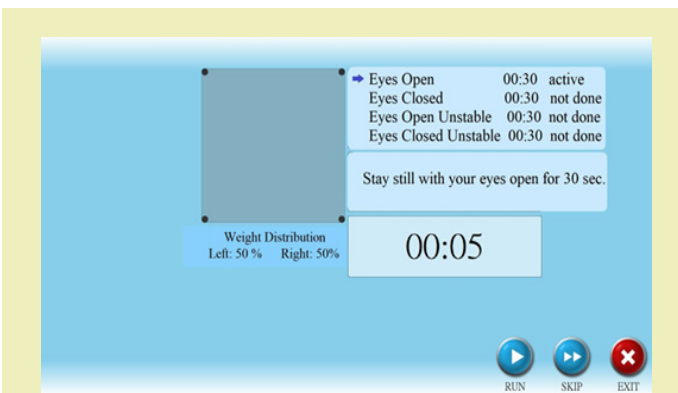 Eyes Open 00:30 active
Eyes Closed 00:30 not done
Eyes Open Unstable 00:30 not done
Eyes Closed Unstable 00:30 not done
Stay still with your eyes open for 30 sec.
Weight Distribution
Left: 50 % Right: 50%
00:05
RUN SKIP EXIT